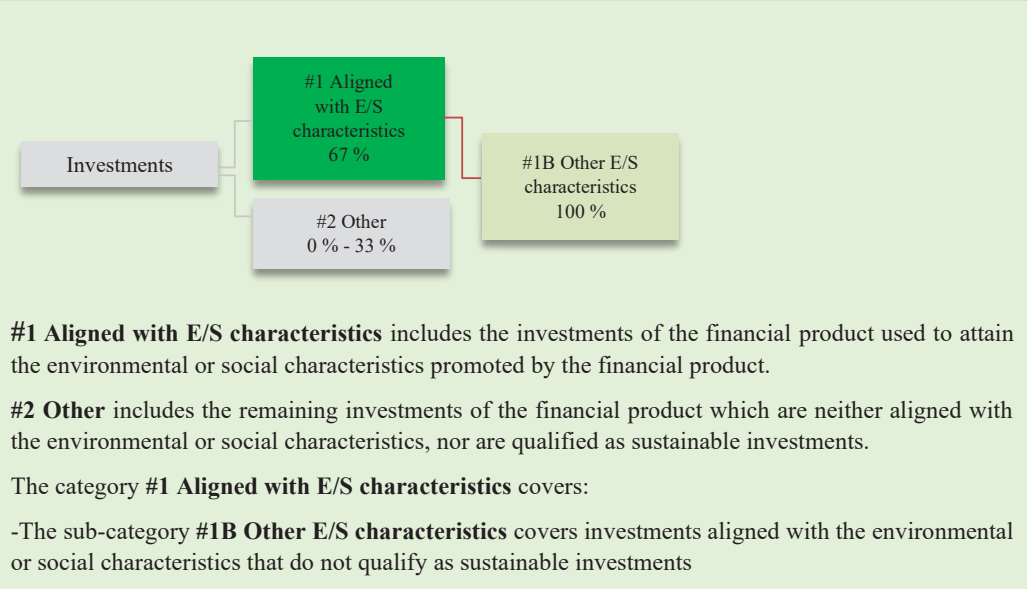 #1 Aligned
with E/S
characteristics
67 %
Investments
#1B Other E/S
characteristics
100 %
#2 Other
0 % - 33 %
#1 Aligned with E/S characteristics includes the investments of the financial product used to attain
the environmental or social characteristics promoted by the financial product.
#2 Other includes the remaining investments of the financial product which are neither aligned with
the environmental or social characteristics, nor are qualified as sustainable investments.
The category #1 Aligned with E/S characteristics covers:
-The sub-category #1B Other E/S characteristics covers investments aligned with the environmental
or social characteristics that do not qualify as sustainable investments